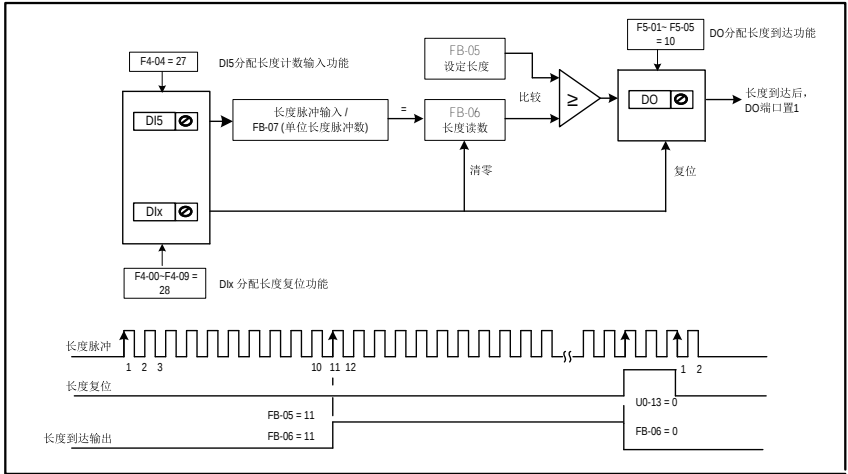 F4-04 = 27
DI5分配长度计数输入功能
FB-05
设定长度
F5-01~ F5-05
= 10
DO分配长度到达功能
DI5
长度脉冲输入 /
FB-07 (单位长度脉冲数)
=
FB-06
长度读数
比较
≥
DO
长度到达后，
DO端口置1
清零
复位
DIx
F4-00~F4-09 =
28
DIx 分配长度复位功能
长度脉冲
1 2 3 10 11 12 1 2
长度复位
U0-13 = 0
FB-05 = 11
FB-06 = 11
FB-06 = 0
长度到达输出